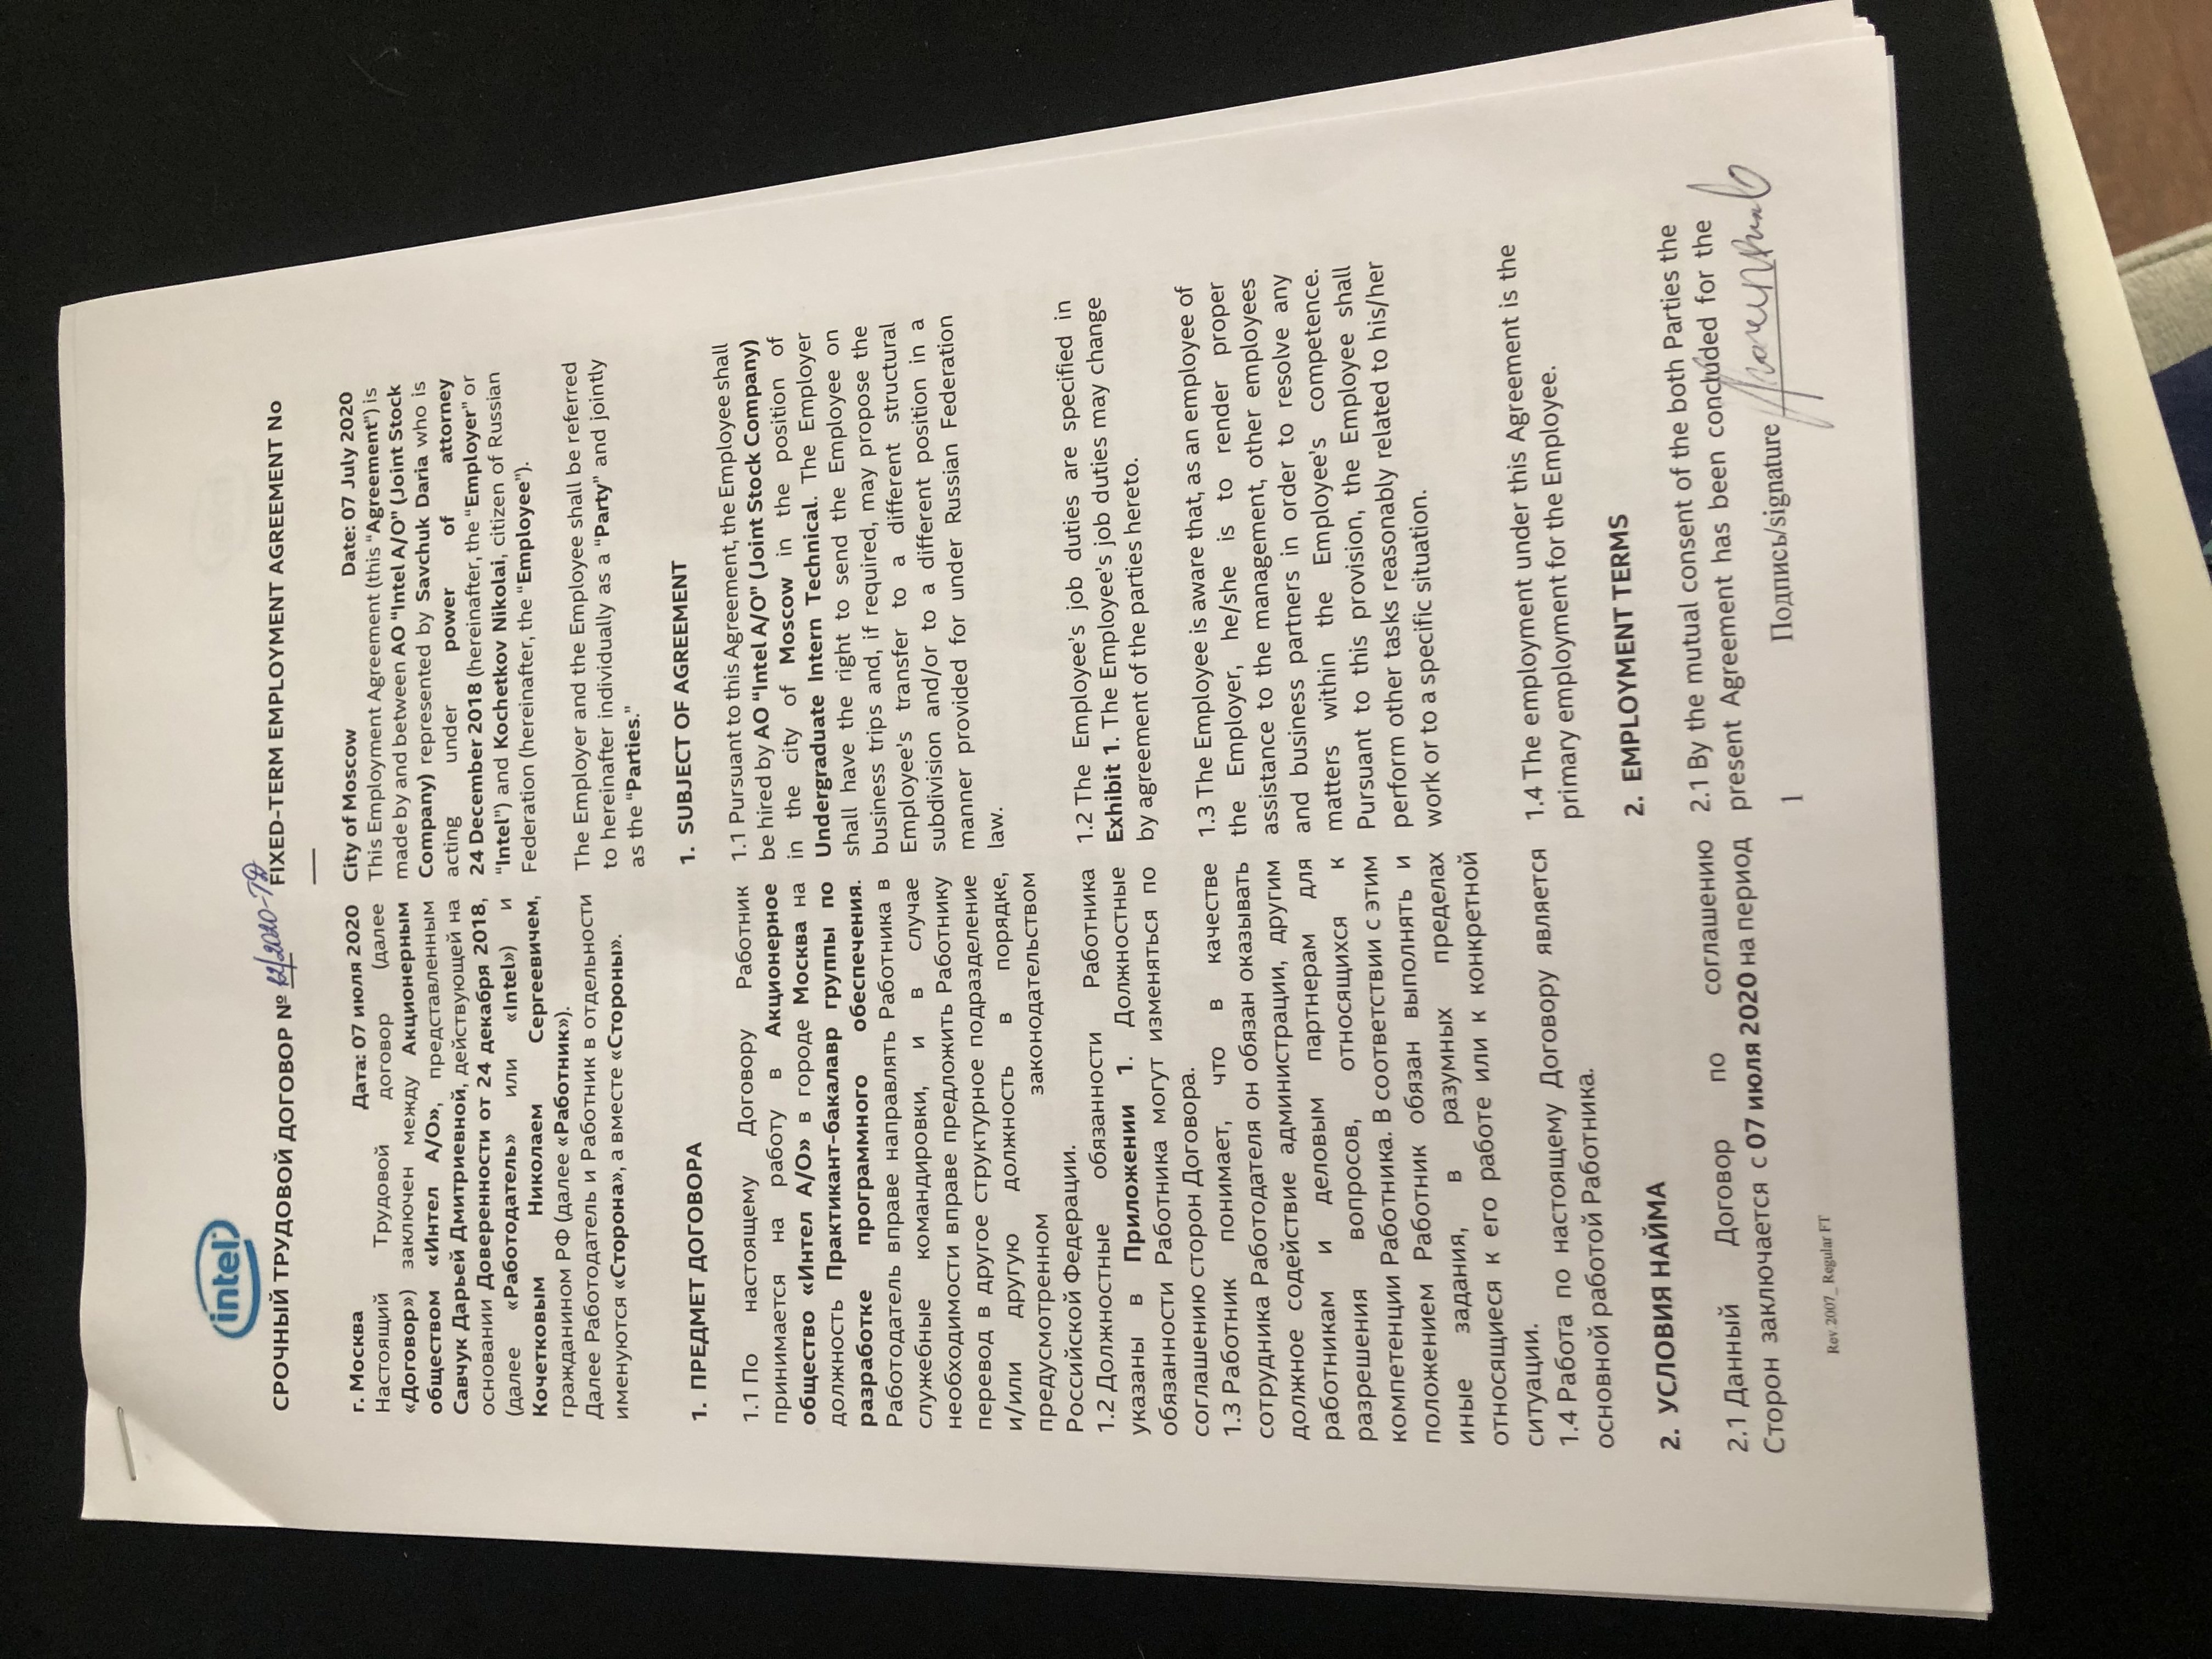 intel
СРОЧНЫЙ ТРУДОВОЙ ДОГОВОР № 12/2020-ТД
г. Москва Дата: 07 июля 2020
Настоящий Трудовой договор (далее
«Договор») заключен между Акционерным
обществом «Интел А/О», представленным
Савчук Дарьей Дмитриевной, действующей на
основании Доверенности от 24 декабря 2018,
(далее «Работодатель» или «Intel») и
Кочетковым Николаем Сергеевичем,
гражданином РФ (далее «Работник»).
Далее Работодатель и Работник в отдельности
именуются «Сторона», а вместе «Стороны».
1. ПРЕДМЕТ ДОГОВОРА
1.1 По настоящему Договору Работник
принимается на работу в Акционерное
общество «Интел А/О» в городе Москва на
должность Практикант-бакалавр группы по
разработке программного обеспечения.
Работодатель вправе направлять Работника в
служебные командировки, и в случае
необходимости вправе предложить Работнику
перевод в другое структурное подразделение
и/или другую должность в порядке,
предусмотренном законодательством
Российской Федерации.
1.2 Должностные обязанности Работника
указаны в Приложении 1. Должностные
обязанности Работника могут изменяться по
соглашению сторон Договора.
1.3 Работник понимает, что в качестве
сотрудника Работодателя он обязан оказывать
должное содействие администрации, другим
работникам и деловым партнерам для
разрешения вопросов, относящихся к
компетенции Работника. В соответствии с этим
положением Работник обязан выполнять и
иные задания, в разумных пределах
относящиеся к его работе или к конкретной
ситуации.
1.4 Работа по настоящему Договору является
основной работой Работника.
2. УСЛОВИЯ НАЙМА
2.1 Данный Договор по соглашению
Сторон заключается с 07 июля 2020 на период
FIXED-TERM EMPLOYMENT AGREEMENT No
City of Moscow Date: 07 July 2020
This Employment Agreement (this “Agreement”) is
made by and between AO “Intel A/O” (Joint Stock
Company) represented by Savchuk Daria who is
acting under power of attorney
24 December 2018 (hereinafter, the “Employer” or
“Intel”) and Kochetkov Nikolai, citizen of Russian
Federation (hereinafter, the “Employee”).
The Employer and the Employee shall be referred
to hereinafter individually as a “Party” and jointly
as the “Parties.”
1. SUBJECT OF AGREEMENT
1.1 Pursuant to this Agreement, the Employee shall
be hired by AO “Intel A/O” (Joint Stock Company)
in the city of Moscow in the position of
Undergraduate Intern Technical. The Employer
shall have the right to send the Employee on
business trips and, if required, may propose the
Employee’s transfer to a different structural
subdivision and/or to a different position in a
manner provided for under Russian Federation
law.
1.2 The Employee’s job duties are specified in
Exhibit 1. The Employee’s job duties may change
by agreement of the parties hereto.
1.3 The Employee is aware that, as an employee of
the Employer, he/she is to render proper
assistance to the management, other employees
and business partners in order to resolve any
matters within the Employee’s competence.
Pursuant to this provision, the Employee shall
perform other tasks reasonably related to his/her
work or to a specific situation.
1.4 The employment under this Agreement is the
primary employment for the Employee.
2. EMPLOYMENT TERMS
2.1 By the mutual consent of the both Parties the
present Agreement has been concluded for the
1
Подпись/signature
Rev.2007_ Regular FT